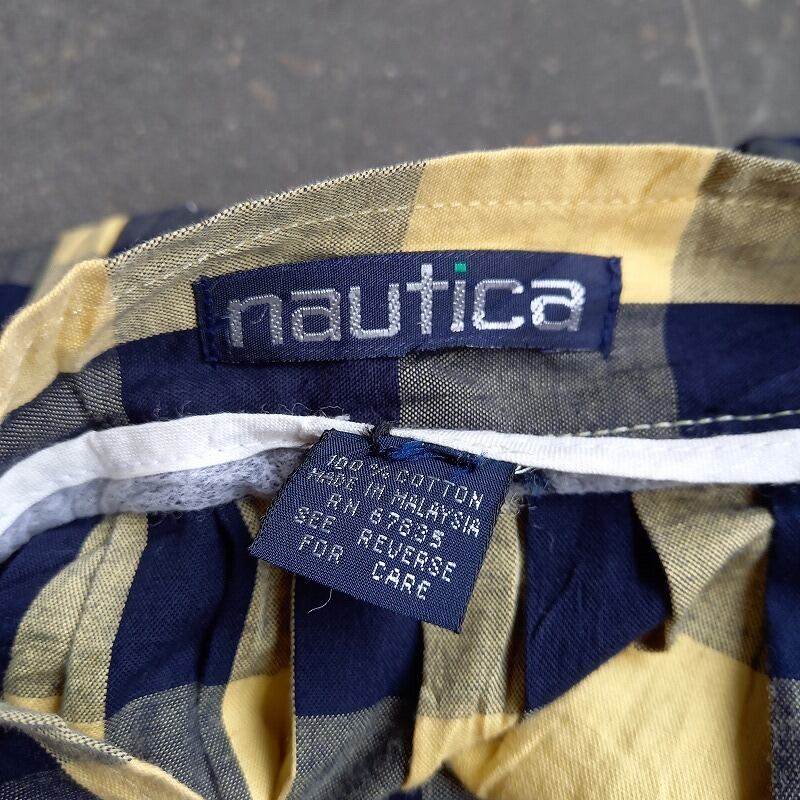 nautica
100% COTTON
MADE IN MALAYSIA
RN 67835
SEE REVERSE
FOR CARE